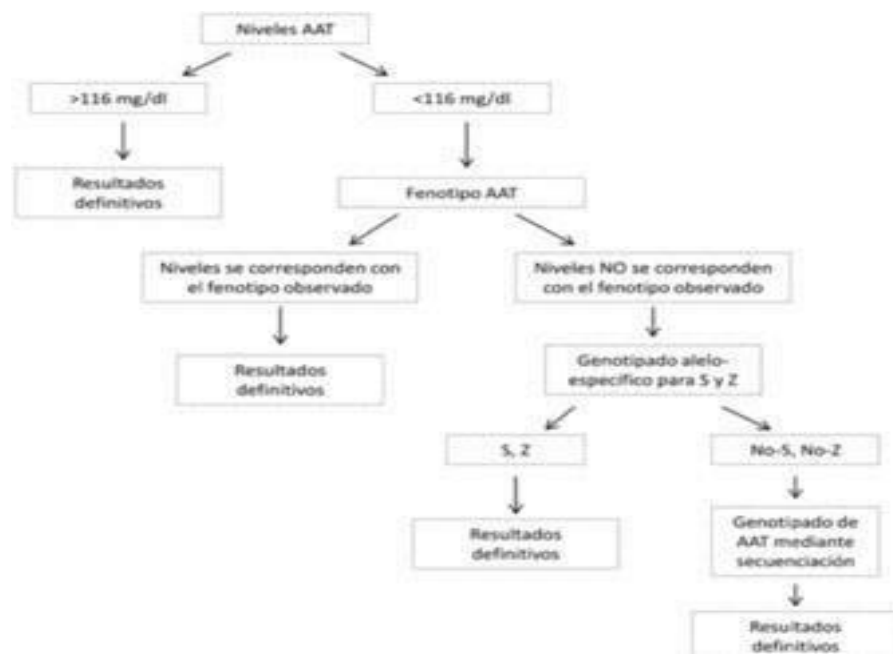 Niveles AAT
>116 mg/dl
<116 mg/dl
Resultados
definitivos
Fenotipo AAT
Niveles se corresponden con
el fenotipo observado
Niveles NO se corresponden
con el fenotipo observado
Resultados
definitivos
Genotipado alelo-
específico para S y Z
S, Z
No-S, No-Z
Resultados
definitivos
Genotipado de
AAT mediante
secuenciación
Resultados
definitivos